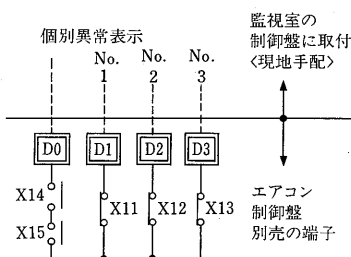 個別異常表示
No. No. No.
1 2 3
監視室の
制御盤に取付
〈現地手配〉
D0 D1 D2 D3
X14
X15
X11 X12 X13
エアコン
制御盤
別売の端子